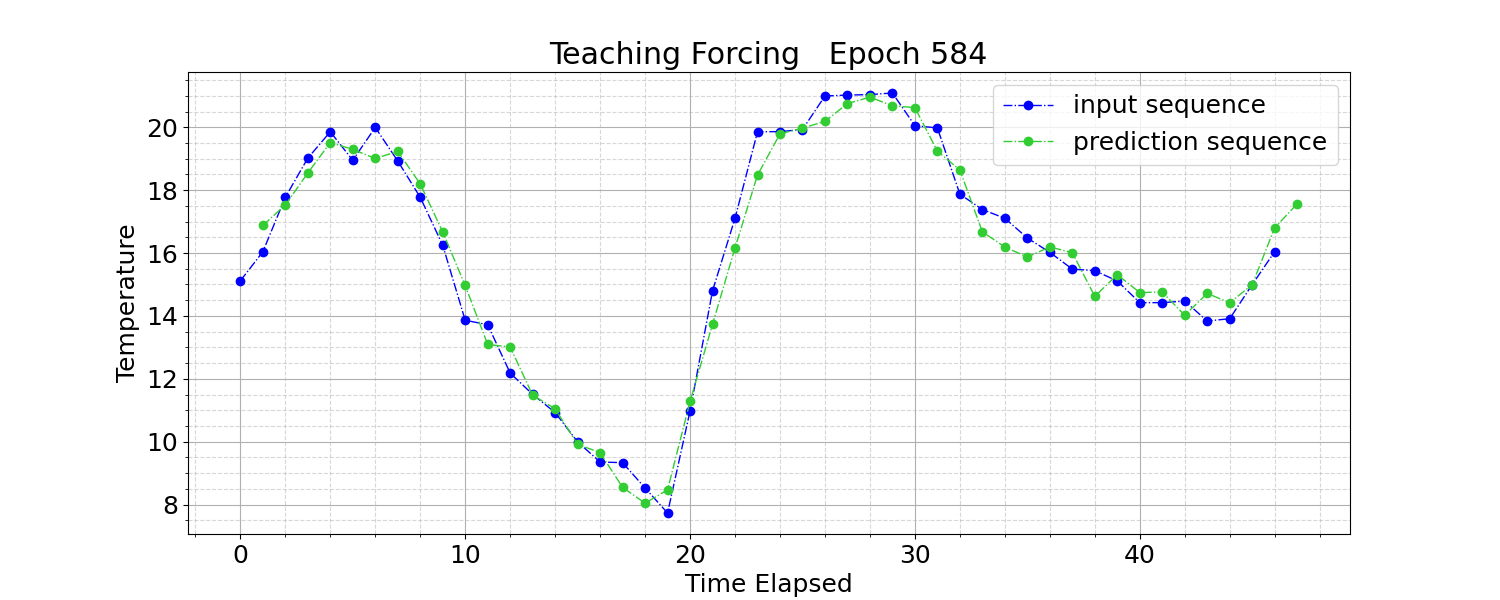 Teaching Forcing   Epoch 584
input sequence
prediction sequence
Temperature
20
18
16
14
12
10
8
0 10 20 30 40
Time Elapsed